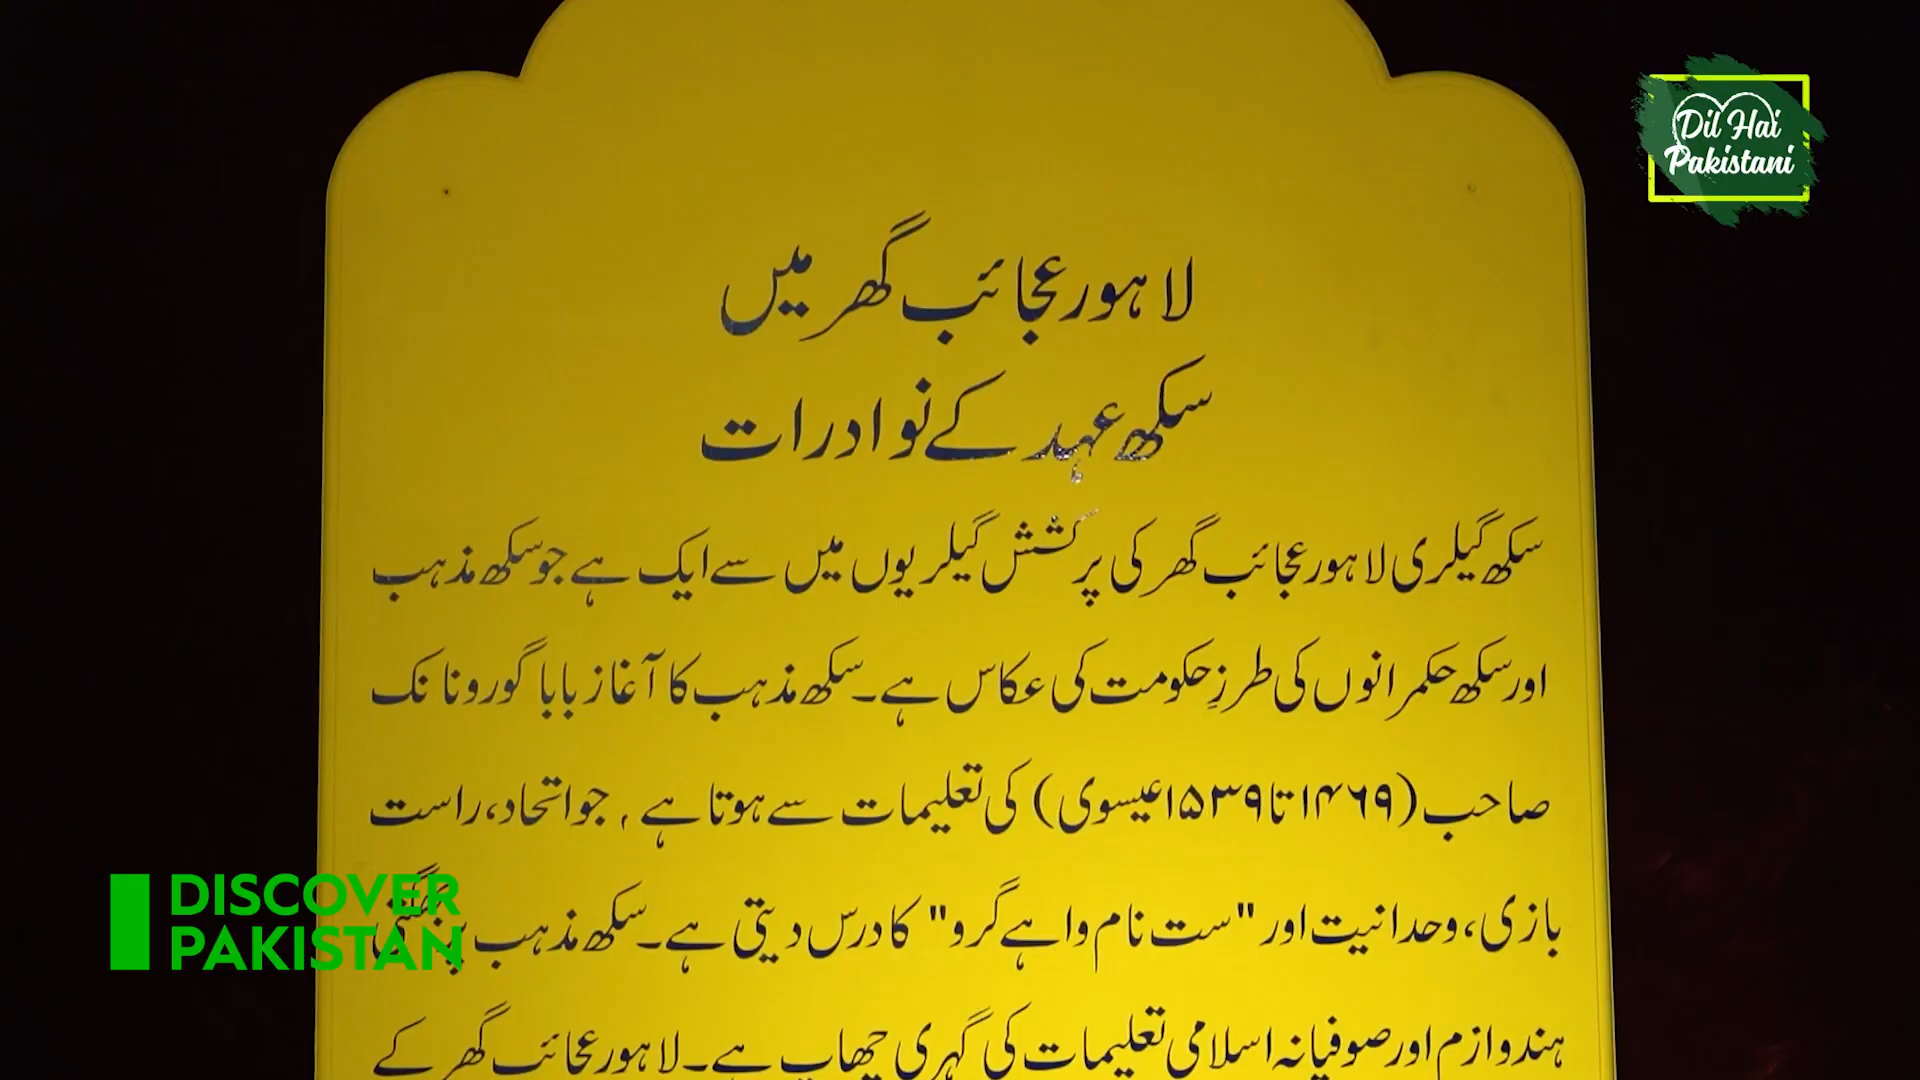 Dil Hai
Pakistani
لاہور عجائب گھر میں
سکھ عہد کے نوادرات
سکھ گیلری لاہور عجائب گھر کی پرکشش گیلریوں میں سے ایک ہے جو سکھ مذہب
اور سکھ حکمرانوں کی طرزِ حکومت کی عکاس ہے۔ سکھ مذہب کا آغاز بابا گورونانک
صاحب (۱۴۶۹ تا ۱۵۳۹ عیسوی) کی تعلیمات سے ہوتا ہے , جو اتحاد، راست
بازی، وحدانیت اور "ست نام واہے گرو" کا درس دیتی ہے۔ سکھ مذہب پر بھگتی
ہندوازم اور صوفیانہ اسلامی تعلیمات کی گہری چھاپ ہے۔ لاہور عجائب گھر کے
DISCOVER
PAKISTAN